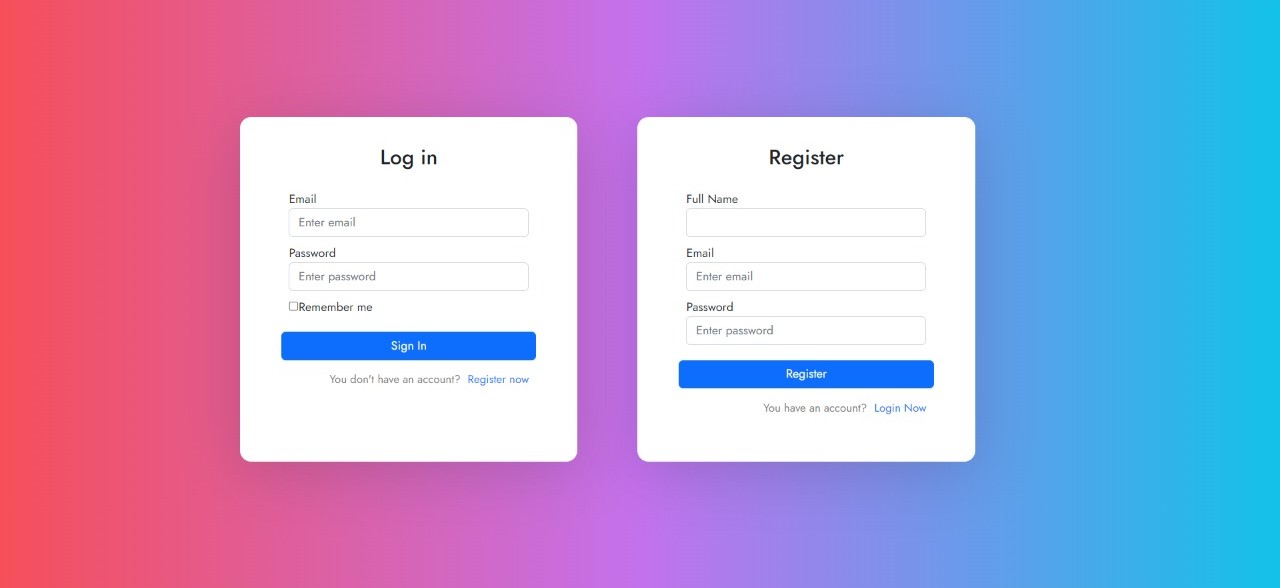 Log in
Email
Enter email
Password
Enter password
Remember me
Sign In
You don't have an account? Register now
Register
Full Name
Email
Enter email
Password
Enter password
Register
You have an account? Login Now